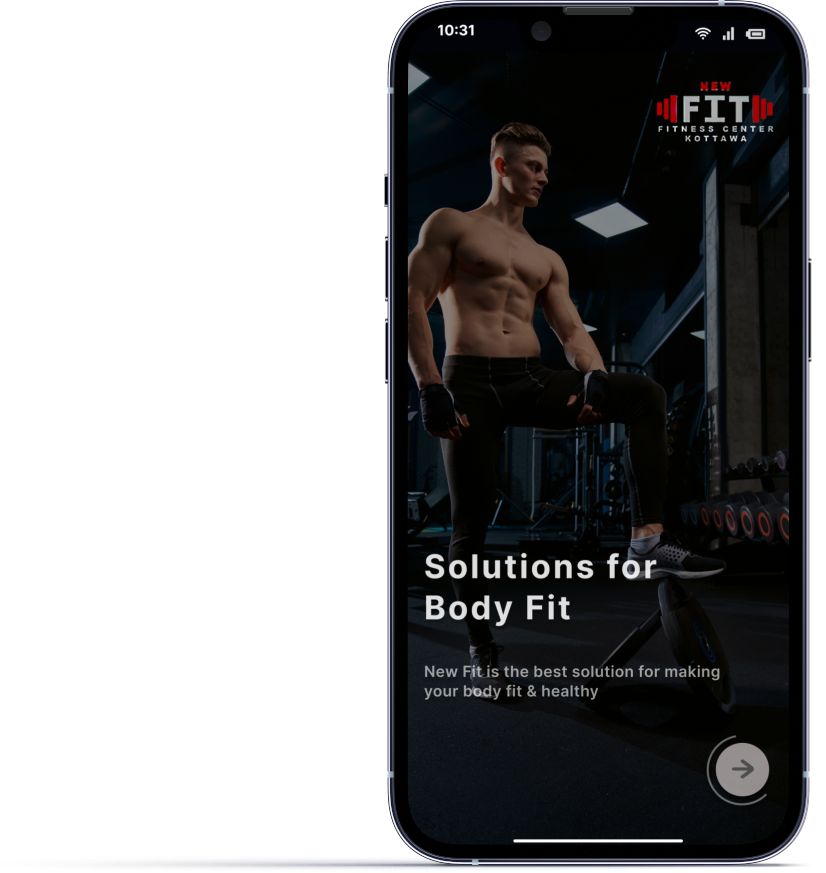 10:31
NEW
FIT
FITNESS CENTER
KOTTAWA
Solutions for
Body Fit
New Fit is the best solution for making
your body fit & healthy